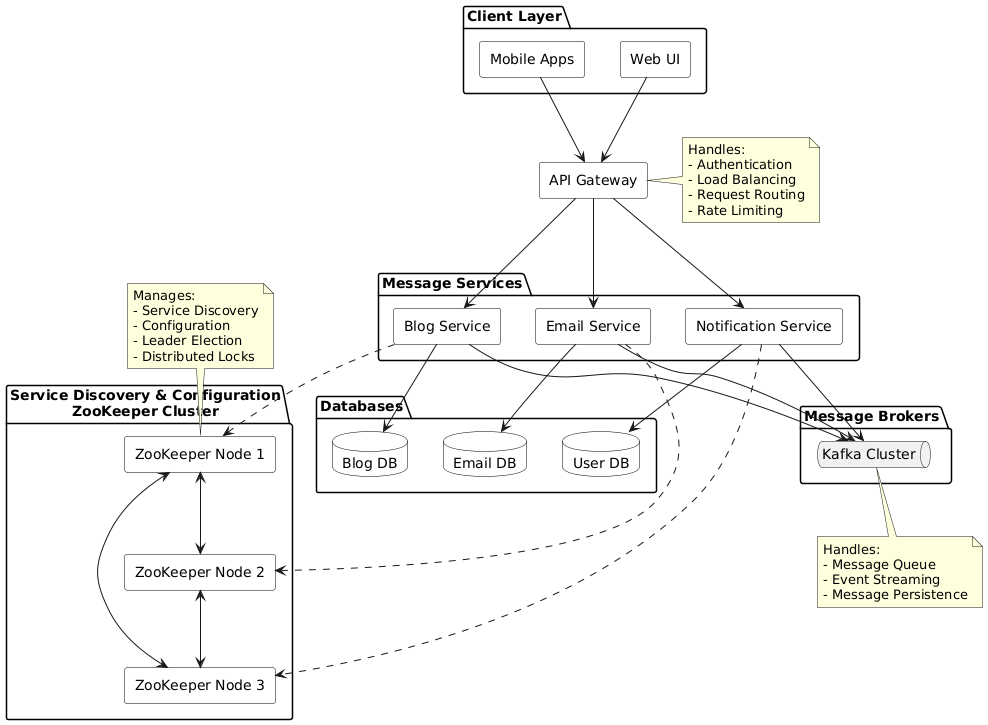 Client Layer
Mobile Apps
Web UI
Handles:
- Authentication
- Load Balancing
- Request Routing
- Rate Limiting
API Gateway
Message Services
Blog Service
Email Service
Notification Service
Manages:
- Service Discovery
- Configuration
- Leader Election
- Distributed Locks
Service Discovery & Configuration
ZooKeeper Cluster
ZooKeeper Node 1
ZooKeeper Node 2
ZooKeeper Node 3
Databases
Blog DB
Email DB
User DB
Message Brokers
Kafka Cluster
Handles:
- Message Queue
- Event Streaming
- Message Persistence